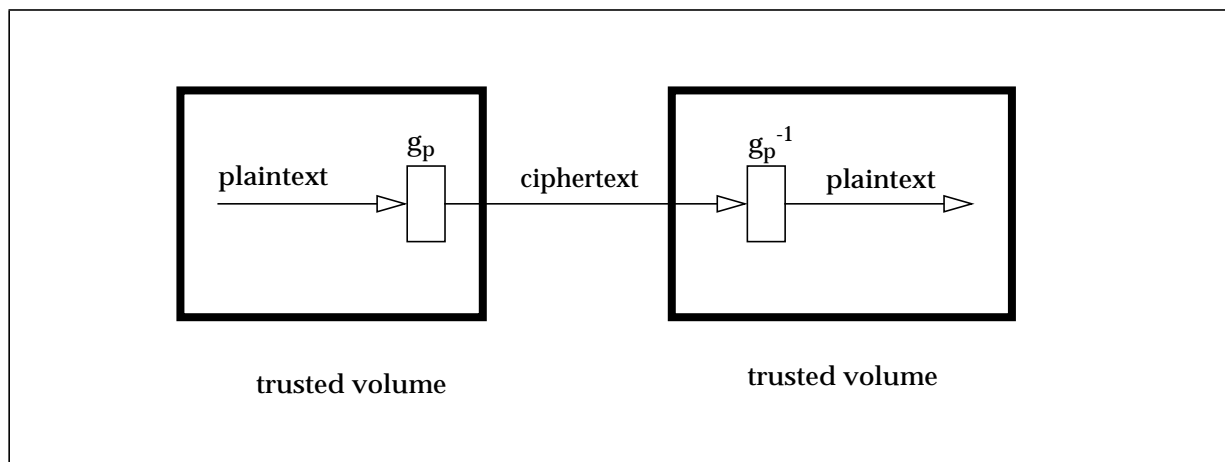 g_p
g_p^-1
plaintext
ciphertext
plaintext
trusted volume
trusted volume